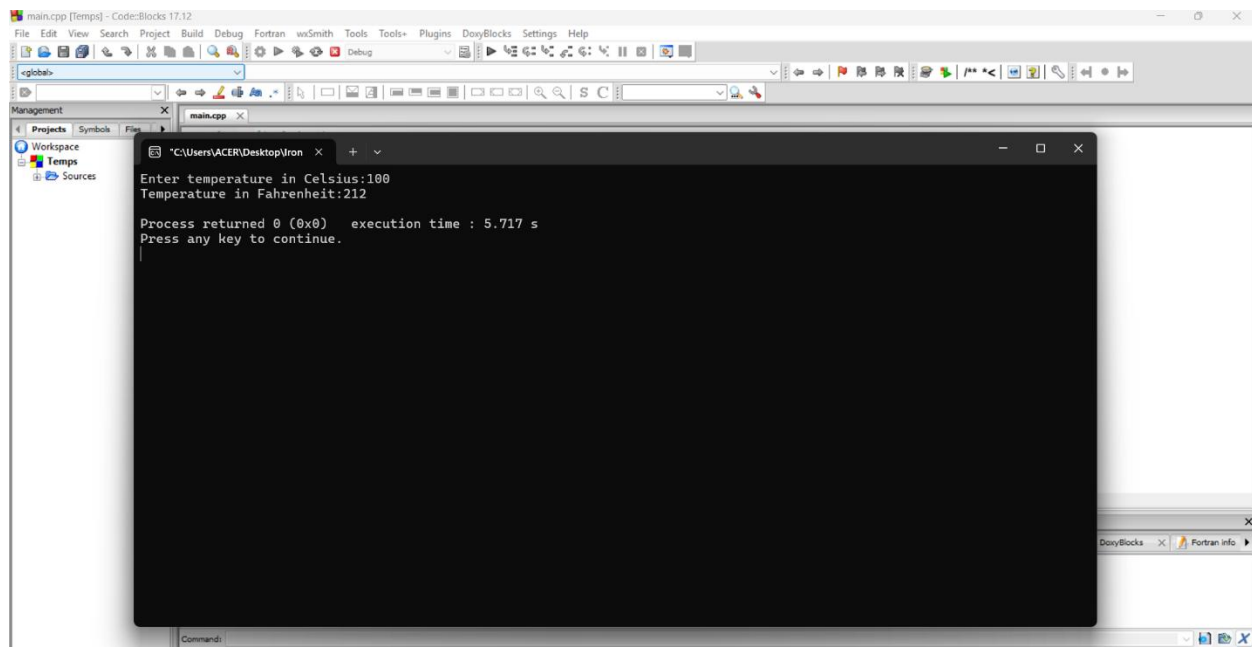 main.cpp [Temps] - Code::Blocks 17.12
File Edit View Search Project Build Debug Fortran wxSmith Tools Tools+ Plugins DoxyBlocks Settings Help
Debug
<global>
/** *<
S C
Management
main.cpp
Projects Symbols Files
Workspace
Temps
Sources
"C:\Users\ACER\Desktop\Iron
Enter temperature in Celsius:100
Temperature in Fahrenheit:212
Process returned 0 (0x0) execution time : 5.717 s
Press any key to continue.
DoxyBlocks Fortran info
Command: